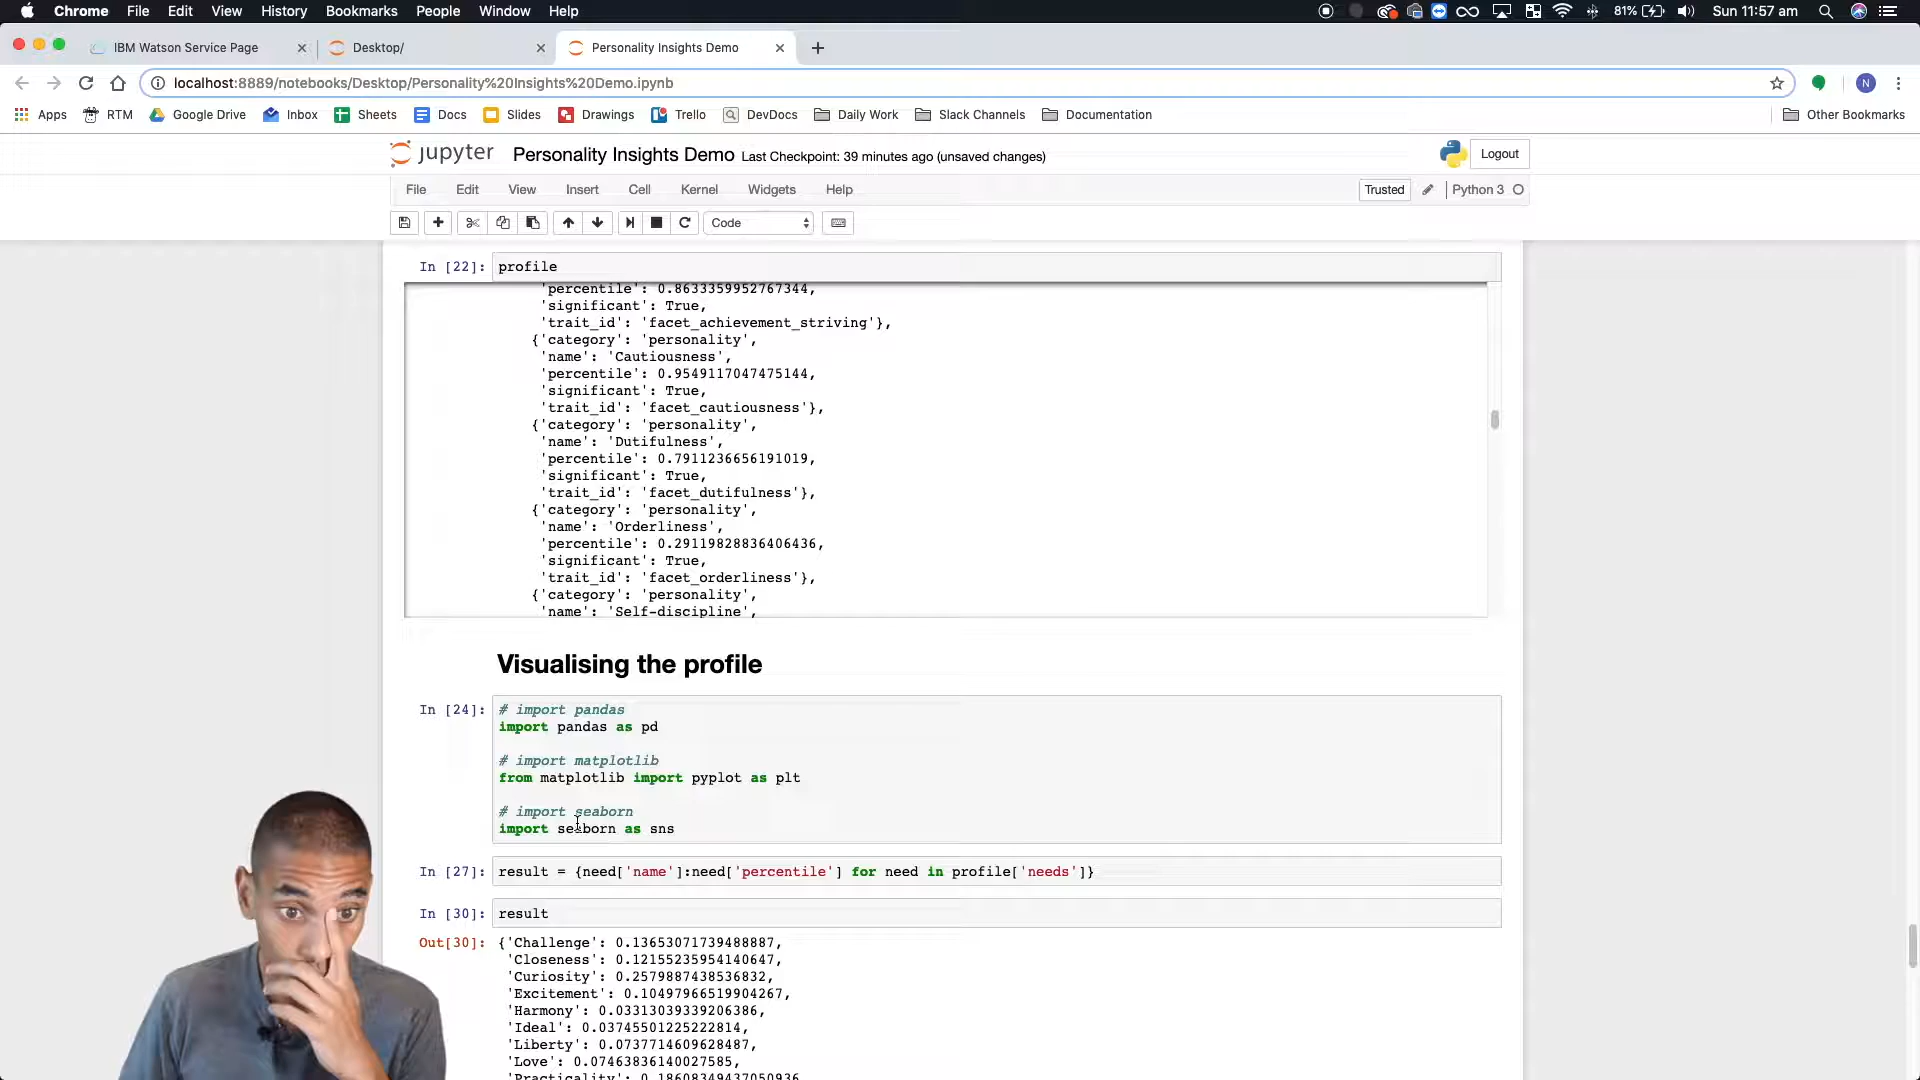 Chrome File Edit View History Bookmarks People Window Help 81% Sun 11:57 am
IBM Watson Service Page Desktop/ Personality Insights Demo
localhost:8889/notebooks/Desktop/Personality%20Insights%20Demo.ipynb N
Apps RTM Google Drive Inbox Sheets Docs Slides Drawings Trello DevDocs Daily Work Slack Channels Documentation Other Bookmarks
jupyter Personality Insights Demo Last Checkpoint: 39 minutes ago (unsaved changes) Logout
File Edit View Insert Cell Kernel Widgets Help Trusted Python 3
Code
In [22]: profile
'percentile': 0.8633359952767344,
'significant': True,
'trait_id': 'facet_achievement_striving'},
{'category': 'personality',
'name': 'Cautiousness',
'percentile': 0.9549117047475144,
'significant': True,
'trait_id': 'facet_cautiousness'},
{'category': 'personality',
'name': 'Dutifulness',
'percentile': 0.7911236656191019,
'significant': True,
'trait_id': 'facet_dutifulness'},
{'category': 'personality',
'name': 'Orderliness',
'percentile': 0.29119828836406436,
'significant': True,
'trait_id': 'facet_orderliness'},
{'category': 'personality',
'name': 'Self-discipline',
Visualising the profile
In [24]: # import pandas
import pandas as pd
# import matplotlib
from matplotlib import pyplot as plt
# import seaborn
import seaborn as sns
In [27]: result = {need['name']:need['percentile'] for need in profile['needs']}
In [30]: result
Out[30]: {'Challenge': 0.13653071739488887,
'Closeness': 0.12155235954140647,
'Curiosity': 0.2579887438536832,
'Excitement': 0.10497966519904267,
'Harmony': 0.03313039339206386,
'Ideal': 0.03745501225222814,
'Liberty': 0.0737714609628487,
'Love': 0.07463836140027585,
'Practicality': 0.18608349437050936